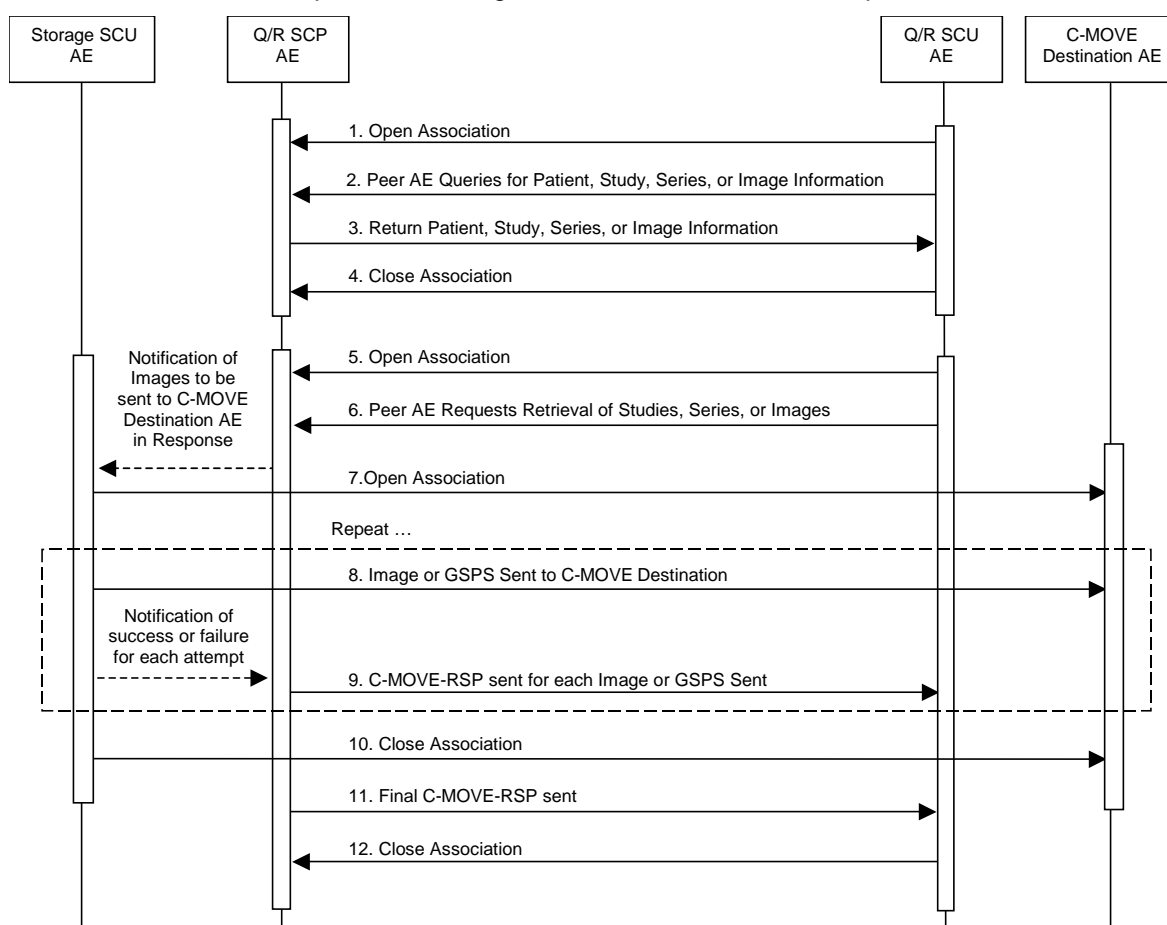 Storage SCU
AE
Q/R SCP
AE
Q/R SCU
AE
C-MOVE
Destination AE
1. Open Association
2. Peer AE Queries for Patient, Study, Series, or Image Information
3. Return Patient, Study, Series, or Image Information
4. Close Association
Notification of
Images to be
sent to C-MOVE
Destination AE
in Response
5. Open Association
6. Peer AE Requests Retrieval of Studies, Series, or Images
7.Open Association
Repeat …
8. Image or GSPS Sent to C-MOVE Destination
Notification of
success or failure
for each attempt
9. C-MOVE-RSP sent for each Image or GSPS Sent
10. Close Association
11. Final C-MOVE-RSP sent
12. Close Association